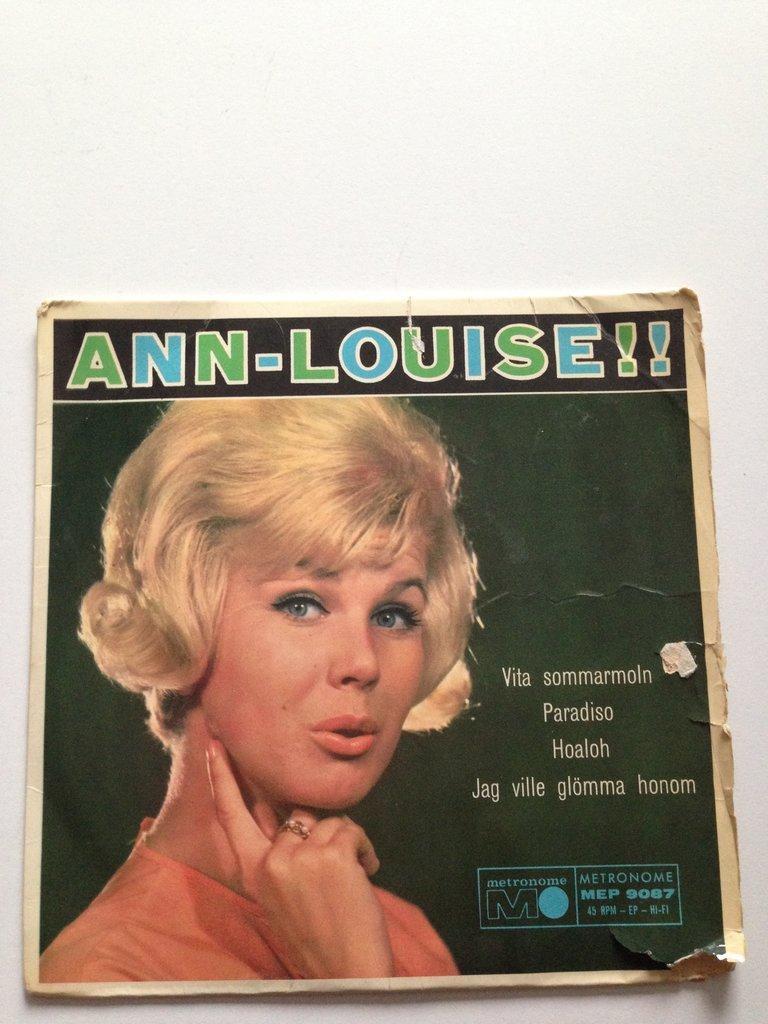 ANN-LOUISE!!
Vita sommarmoln
Paradiso
Hoaloh
Jag ville glömma honom
metronome
M
METRONOME
MEP 9087
45 RPM – EP – HI-FI